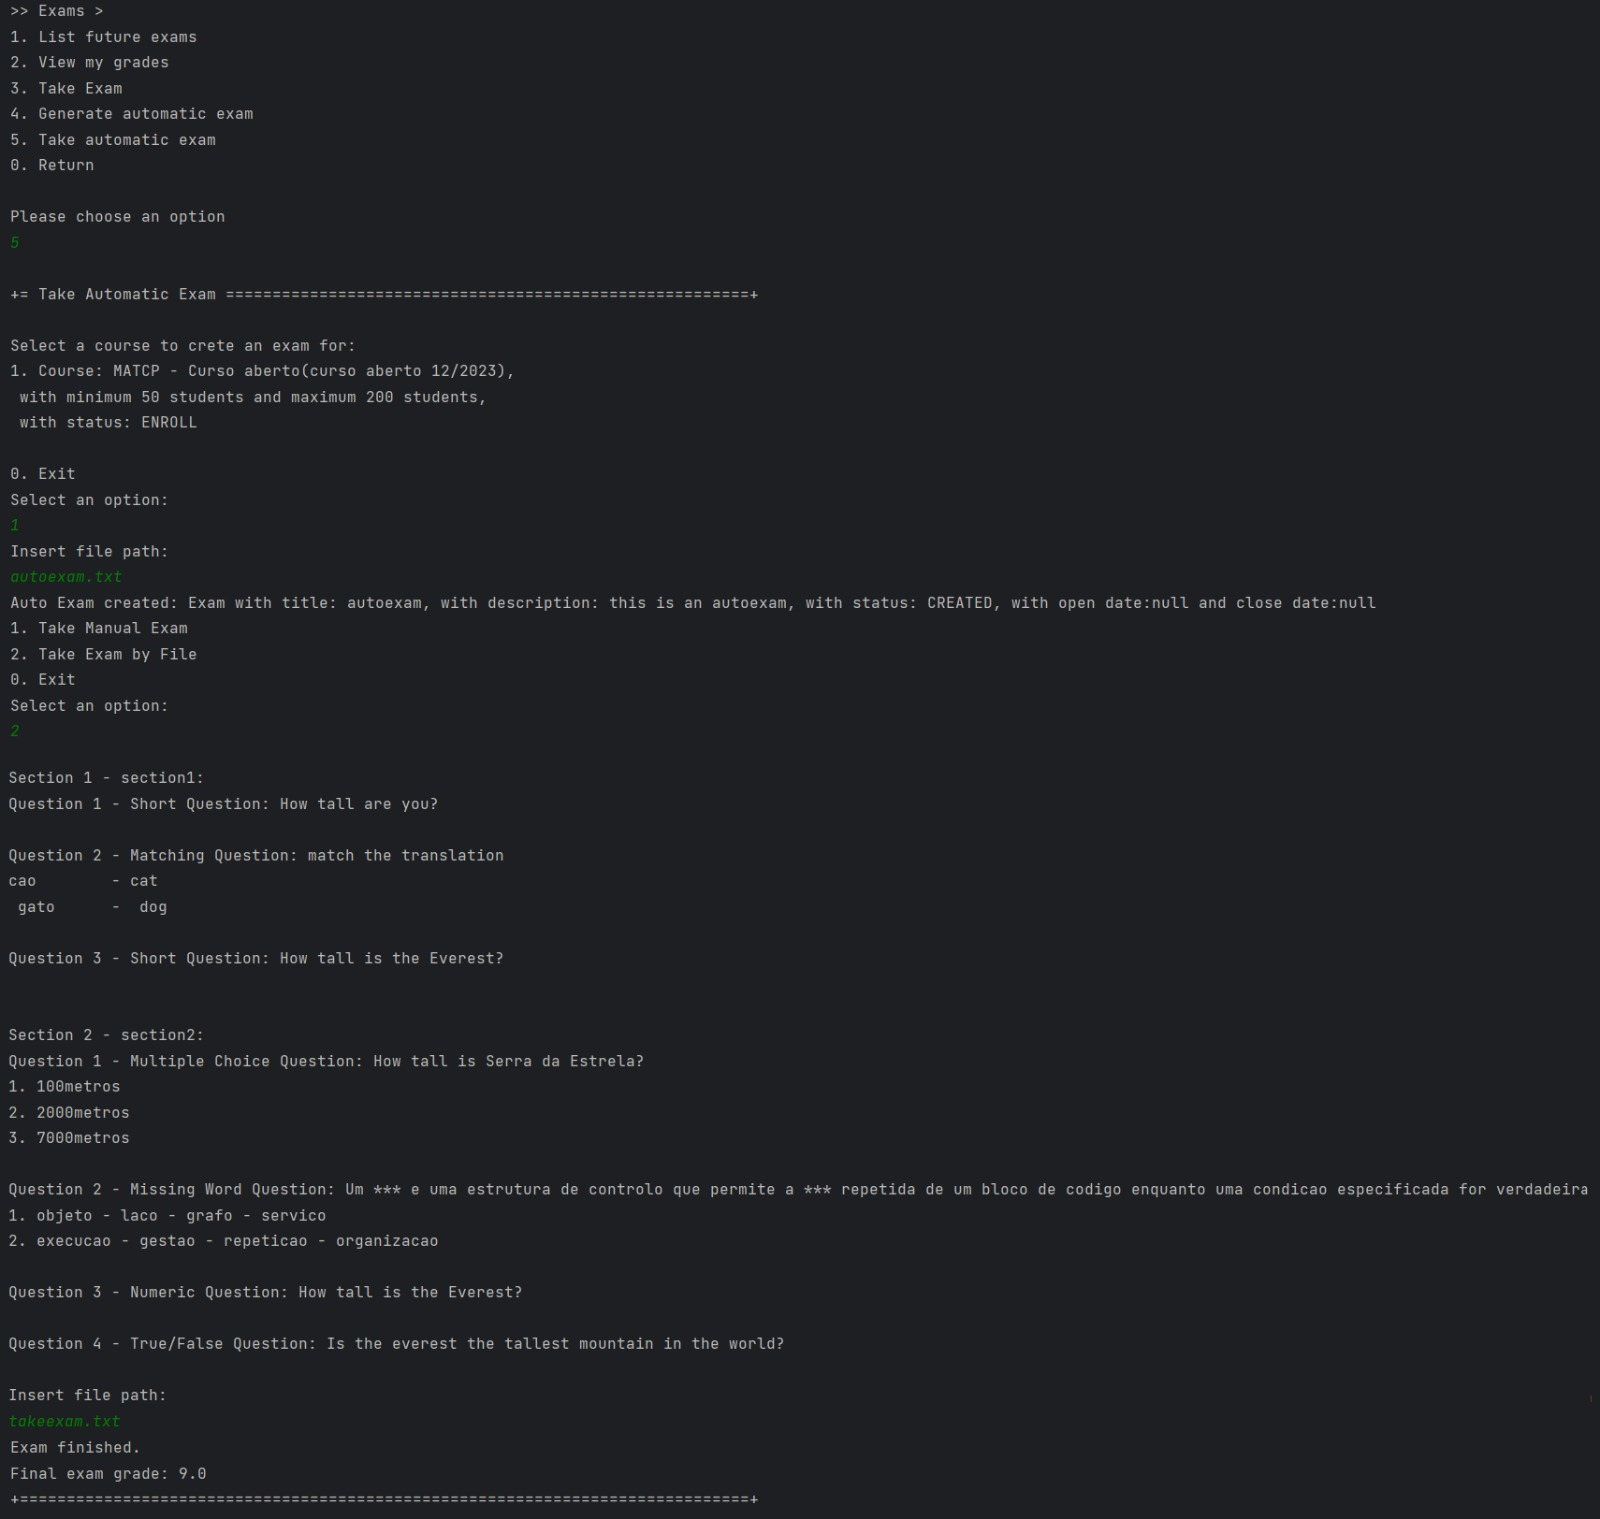 >> Exams >
1. List future exams
2. View my grades
3. Take Exam
4. Generate automatic exam
5. Take automatic exam
0. Return
Please choose an option
5
+= Take Automatic Exam ========================================================+
Select a course to crete an exam for:
1. Course: MATCP - Curso aberto(curso aberto 12/2023),
with minimum 50 students and maximum 200 students,
with status: ENROLL
0. Exit
Select an option:
1
Insert file path:
autoexam.txt
Auto Exam created: Exam with title: autoexam, with description: this is an autoexam, with status: CREATED, with open date:null and close date:null
1. Take Manual Exam
2. Take Exam by File
0. Exit
Select an option:
2
Section 1 - section1:
Question 1 - Short Question: How tall are you?
Question 2 - Matching Question: match the translation
cao        - cat
gato      -  dog
Question 3 - Short Question: How tall is the Everest?
Section 2 - section2:
Question 1 - Multiple Choice Question: How tall is Serra da Estrela?
1. 100metros
2. 2000metros
3. 7000metros
Question 2 - Missing Word Question: Um *** e uma estrutura de controlo que permite a *** repetida de um bloco de codigo enquanto uma condicao especificada for verdadeira
1. objeto - laco - grafo - servico
2. execucao - gestao - repeticao - organizacao
Question 3 - Numeric Question: How tall is the Everest?
Question 4 - True/False Question: Is the everest the tallest mountain in the world?
Insert file path:
takeexam.txt
Exam finished.
Final exam grade: 9.0
+==============================================================================+